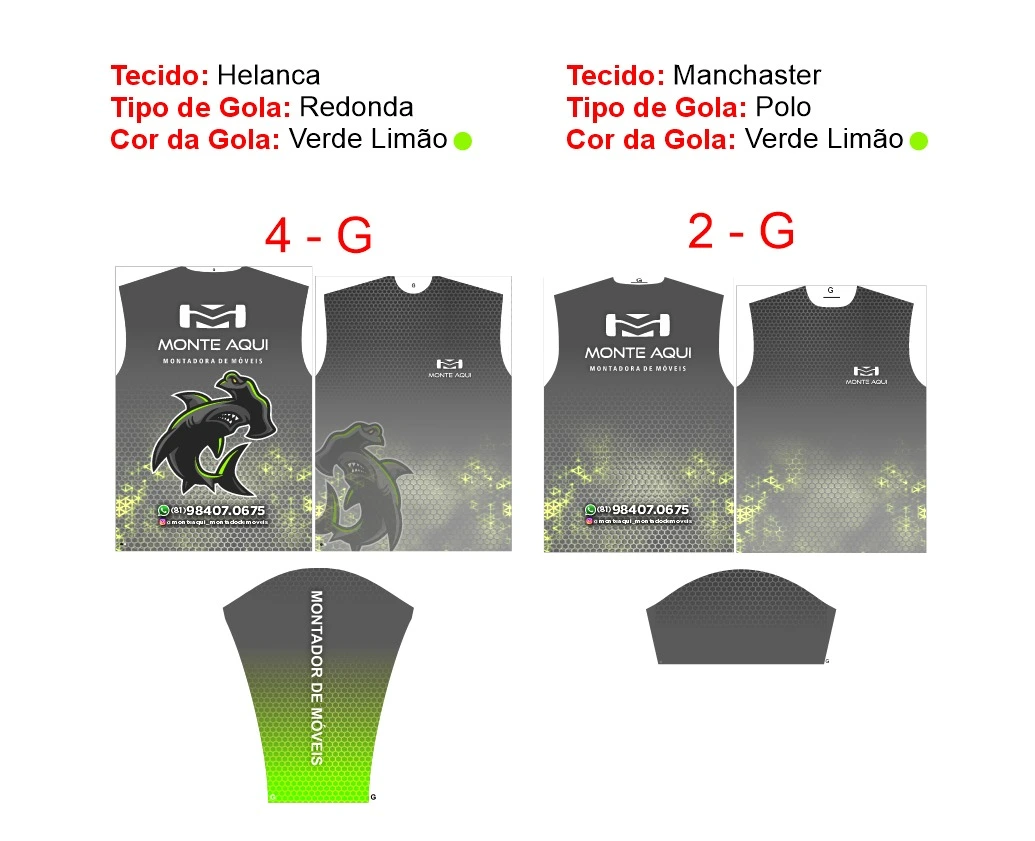 Tecido: Helanca
Tipo de Gola: Redonda
Cor da Gola: Verde Limão
Tecido: Manchaster
Tipo de Gola: Polo
Cor da Gola: Verde Limão
4 - G
2 - G
MONTE AQUI
MONTADORA DE MÓVEIS
(81)98407.0675
MONTE AQUI
G
MONTE AQUI
MONTADORA DE MÓVEIS
(81)98407.0675
G
MONTE AQUI
MONTADOR DE MÓVEIS
G
G